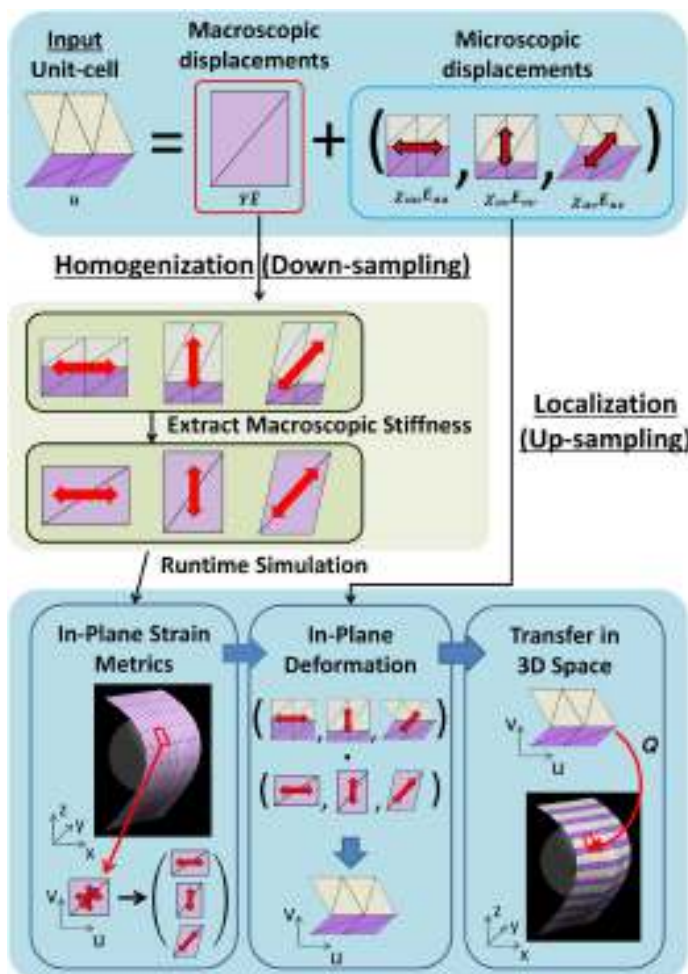 Input
Unit-cell
Macroscopic
displacements
Microscopic
displacements
=
+
( , , )
u
Homogenization (Down-sampling)
Extract Macroscopic Stiffness
Localization
(Up-sampling)
Runtime Simulation
In-Plane Strain
Metrics
In-Plane
Deformation
Transfer in
3D Space
( , , )
.
( , , )
Z
Y
X
V
U
V
U
V
U
Q
Z
Y
X